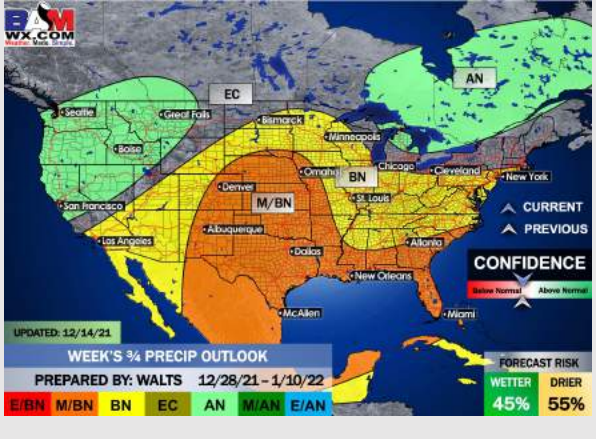 BAM
WX.COM
Weather. Made. Simple.
AN
EC
Seattle
Great Falls
Bismarck
Minneapolis
Boise
Chicago
Cleveland
New York
Omaha
BN
Denver
M/BN
St. Louis
San Francisco
CURRENT
PREVIOUS
Los Angeles
Albuquerque
Atlanta
Dallas
CONFIDENCE
New Orleans
Below Normal
Above Normal
McAllen
Miami
UPDATED: 12/14/21
WEEK'S ¾ PRECIP OUTLOOK
FORECAST RISK
PREPARED BY: WALTS 12/28/21 – 1/10/22
WETTER
DRIER
45%
55%
E/BN M/BN BN EC AN M/AN E/AN